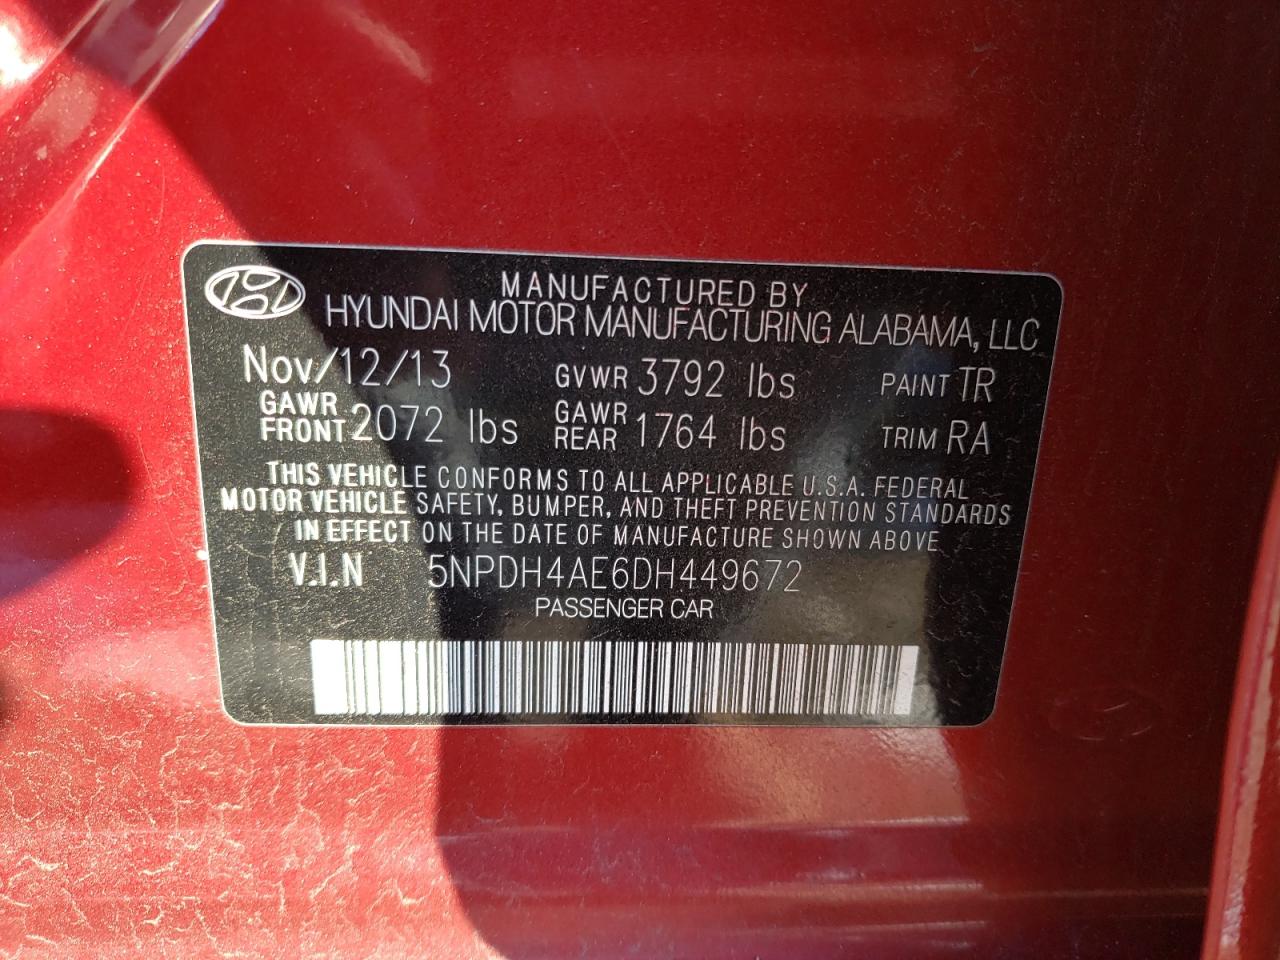 MANUFACTURED BY
HYUNDAI MOTOR MANUFACTURING ALABAMA, LLC
Nov/12/13 GVWR 3792 lbs PAINT TR
GAWR FRONT 2072 lbs GAWR REAR 1764 lbs TRIM RA
THIS VEHICLE CONFORMS TO ALL APPLICABLE U.S.A. FEDERAL
MOTOR VEHICLE SAFETY, BUMPER, AND THEFT PREVENTION STANDARDS
IN EFFECT ON THE DATE OF MANUFACTURE SHOWN ABOVE
V.I.N 5NPDH4AE6DH449672
PASSENGER CAR